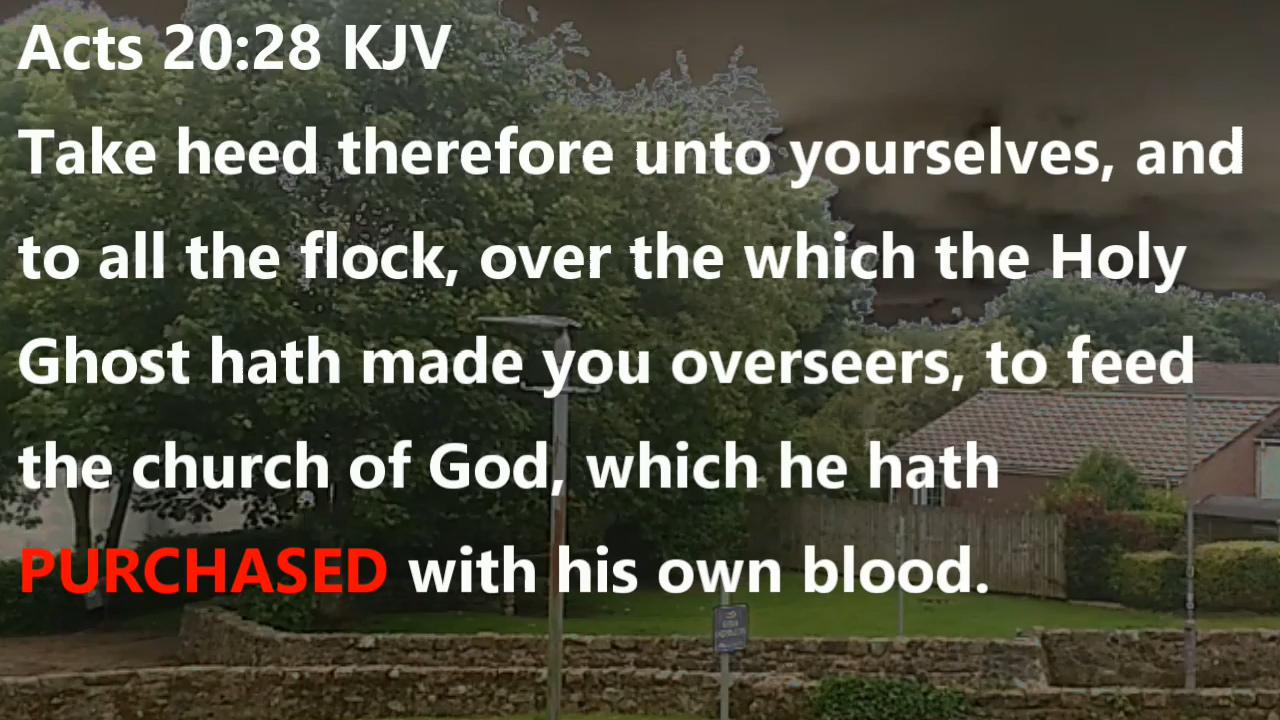 Acts 20:28 KJV
Take heed therefore unto yourselves, and
to all the flock, over the which the Holy
Ghost hath made you overseers, to feed
the church of God, which he hath
PURCHASED with his own blood.